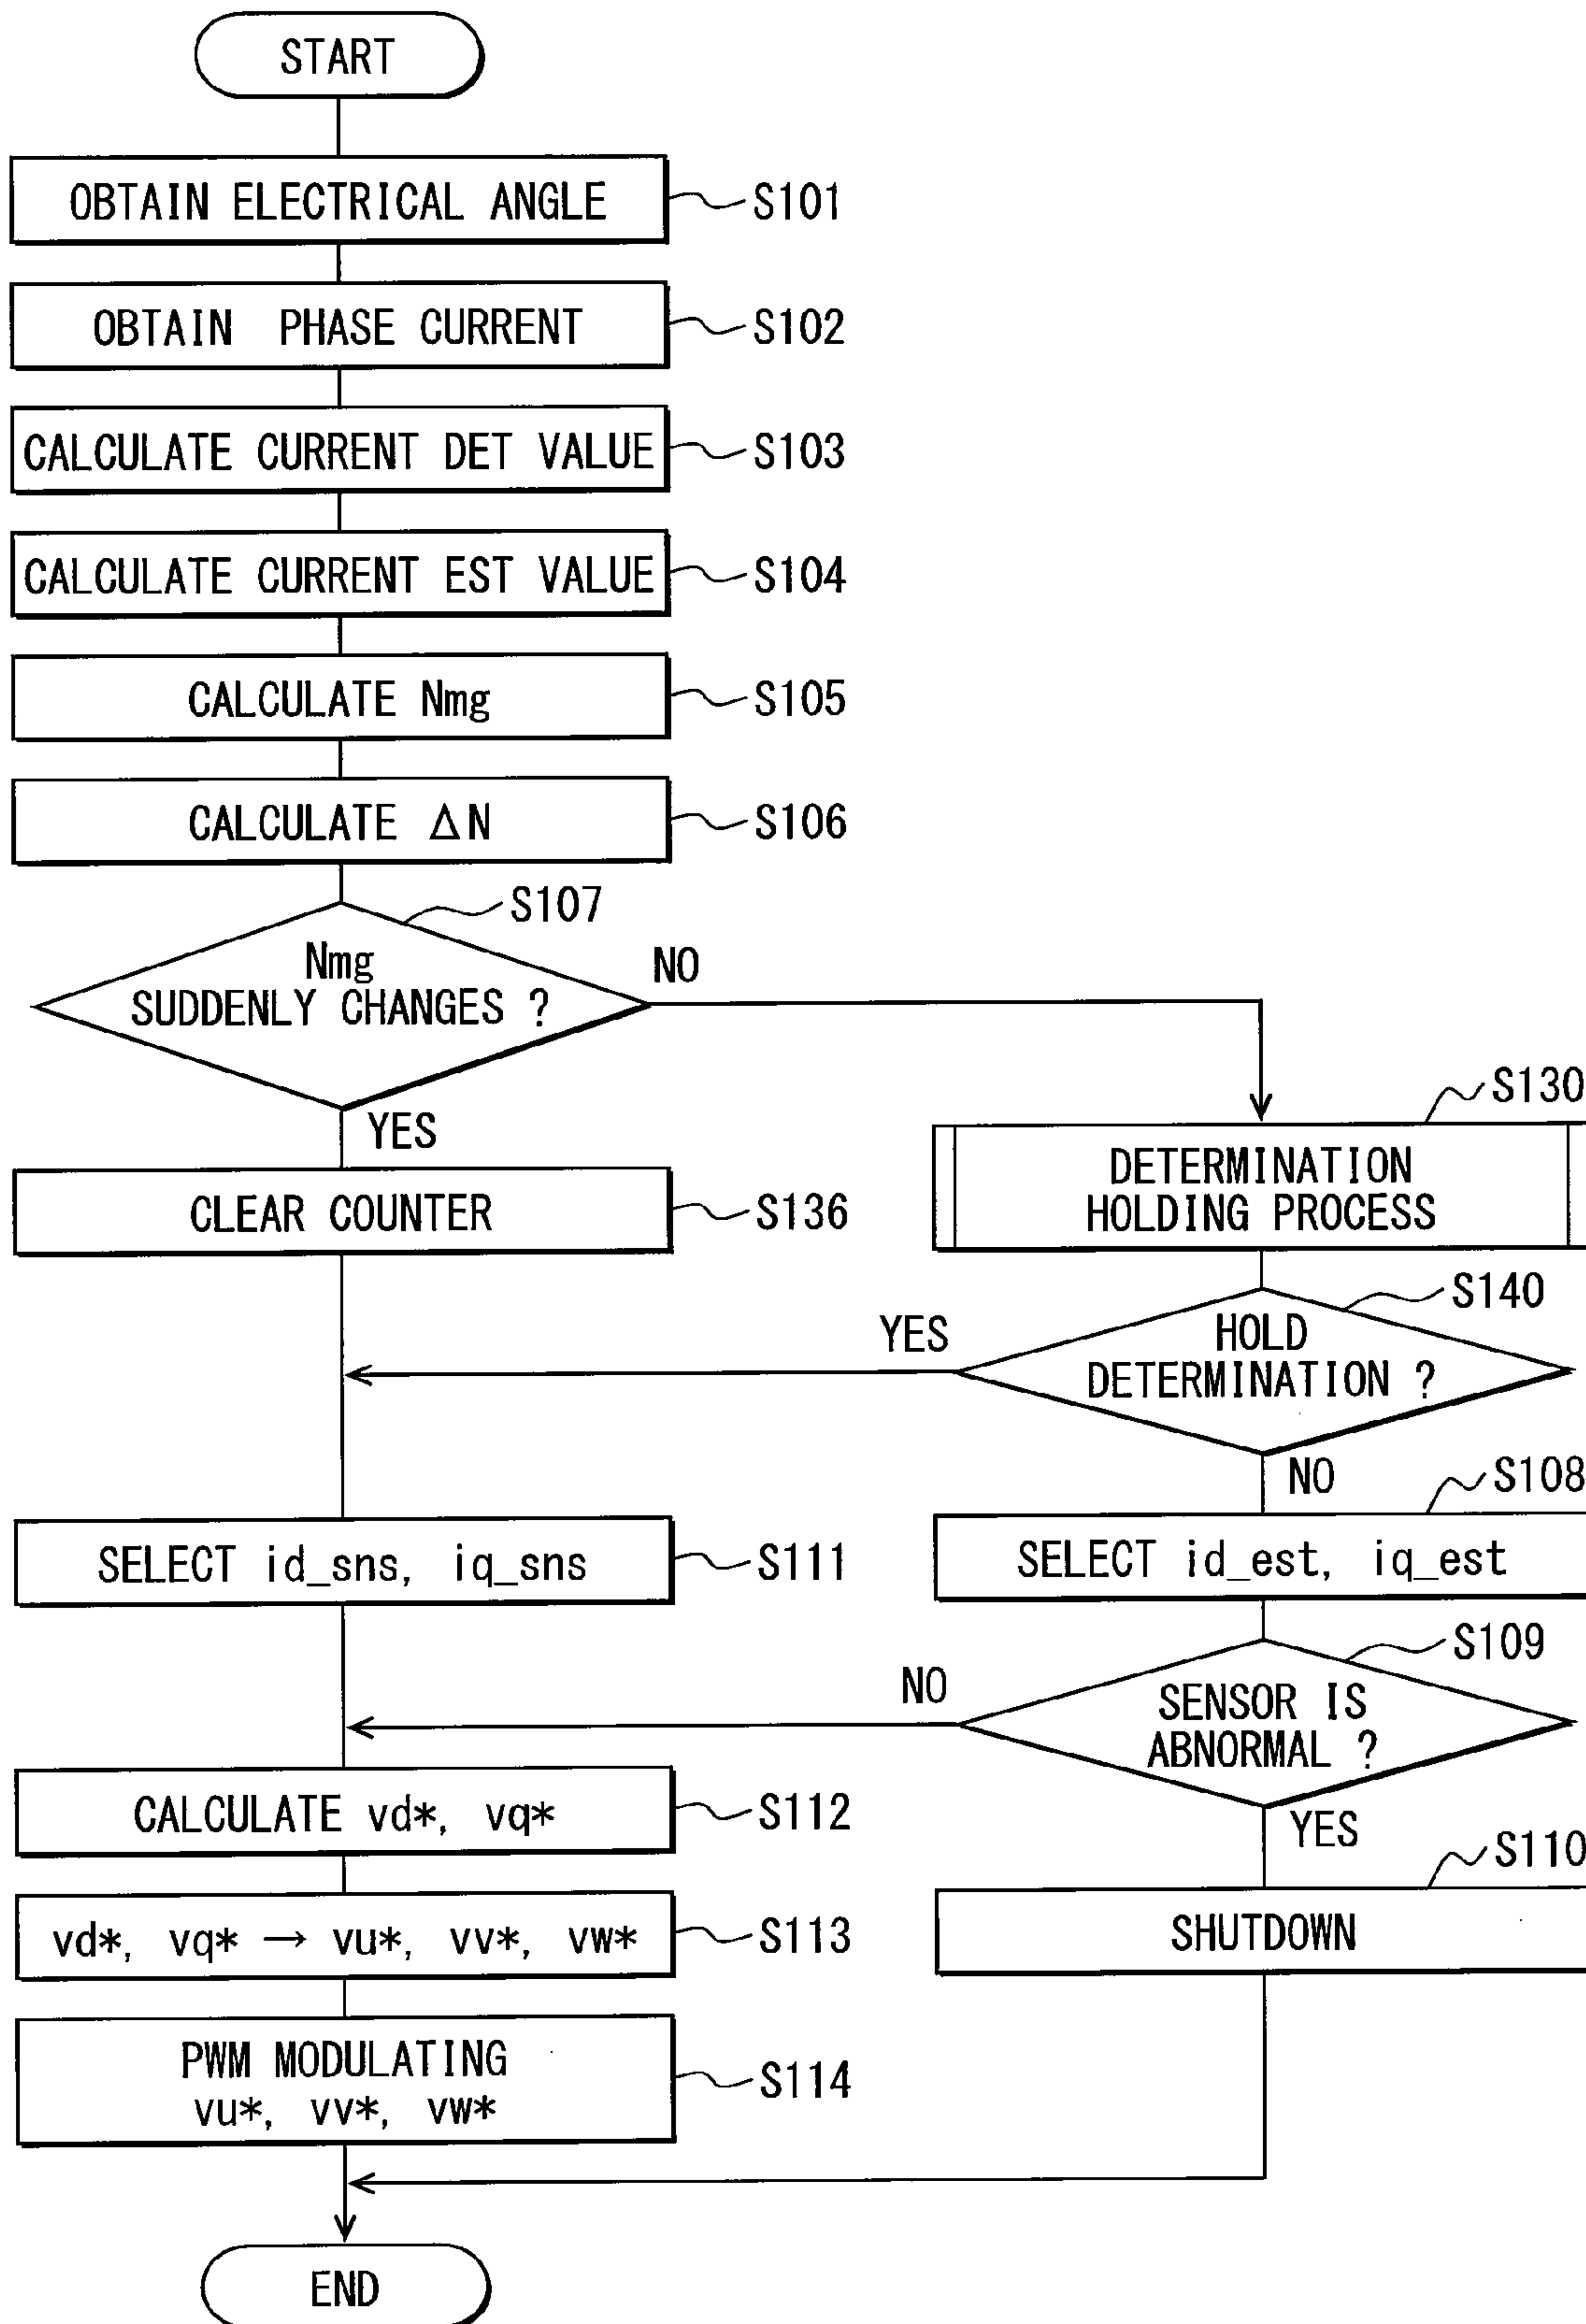 START
OBTAIN ELECTRICAL ANGLE
S101
OBTAIN PHASE CURRENT
S102
CALCULATE CURRENT DET VALUE
S103
CALCULATE CURRENT EST VALUE
S104
CALCULATE Nmg
S105
CALCULATE ΔN
S106
S107
Nmg
SUDDENLY CHANGES ?
NO
YES
S130
DETERMINATION
HOLDING PROCESS
CLEAR COUNTER
S136
S140
HOLD
DETERMINATION ?
YES
NO
S108
SELECT id_sns, iq_sns
S111
SELECT id_est, iq_est
S109
SENSOR IS
ABNORMAL ?
NO
YES
CALCULATE vd*, vq*
S112
S110
SHUTDOWN
vd*, vq* → vu*, vv*, vw*
S113
PWM MODULATING
vu*, vv*, vw*
S114
END